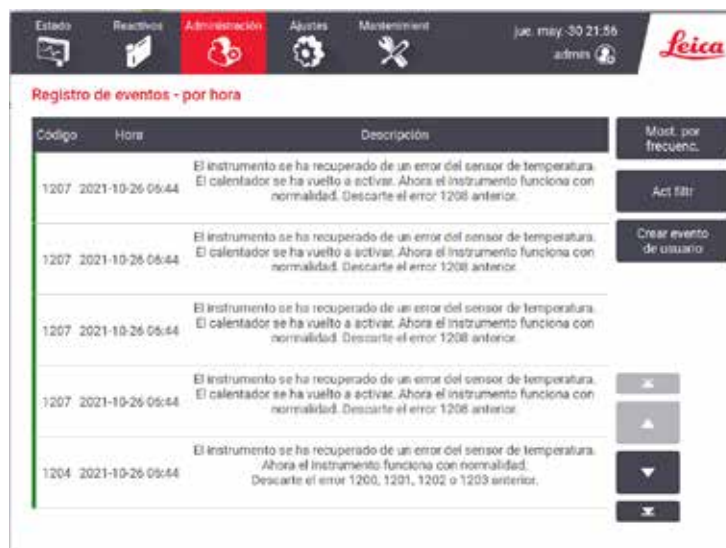 Estado Reactivos Administración Ajustes Mantenimient jue. may. 30 21:56
admin
Leica
Registro de eventos - por hora
Código Hora Descripción
Most. por
frecuenc.
Act filtr
Crear evento
de usuario
El instrumento se ha recuperado de un error del sensor de temperatura.
1207 2021-10-26 06:44 El calentador se ha vuelto a activar. Ahora el instrumento funciona con
normalidad. Descarte el error 1208 anterior.
El instrumento se ha recuperado de un error del sensor de temperatura.
1207 2021-10-26 06:44 El calentador se ha vuelto a activar. Ahora el instrumento funciona con
normalidad. Descarte el error 1208 anterior.
El instrumento se ha recuperado de un error del sensor de temperatura.
1207 2021-10-26 06:44 El calentador se ha vuelto a activar. Ahora el instrumento funciona con
normalidad. Descarte el error 1208 anterior.
El instrumento se ha recuperado de un error del sensor de temperatura.
1207 2021-10-26 06:44 El calentador se ha vuelto a activar. Ahora el instrumento funciona con
normalidad. Descarte el error 1208 anterior.
El instrumento se ha recuperado de un error del sensor de temperatura.
1204 2021-10-26 06:44 Ahora el instrumento funciona con normalidad.
Descarte el error 1200, 1201, 1202 o 1203 anterior.